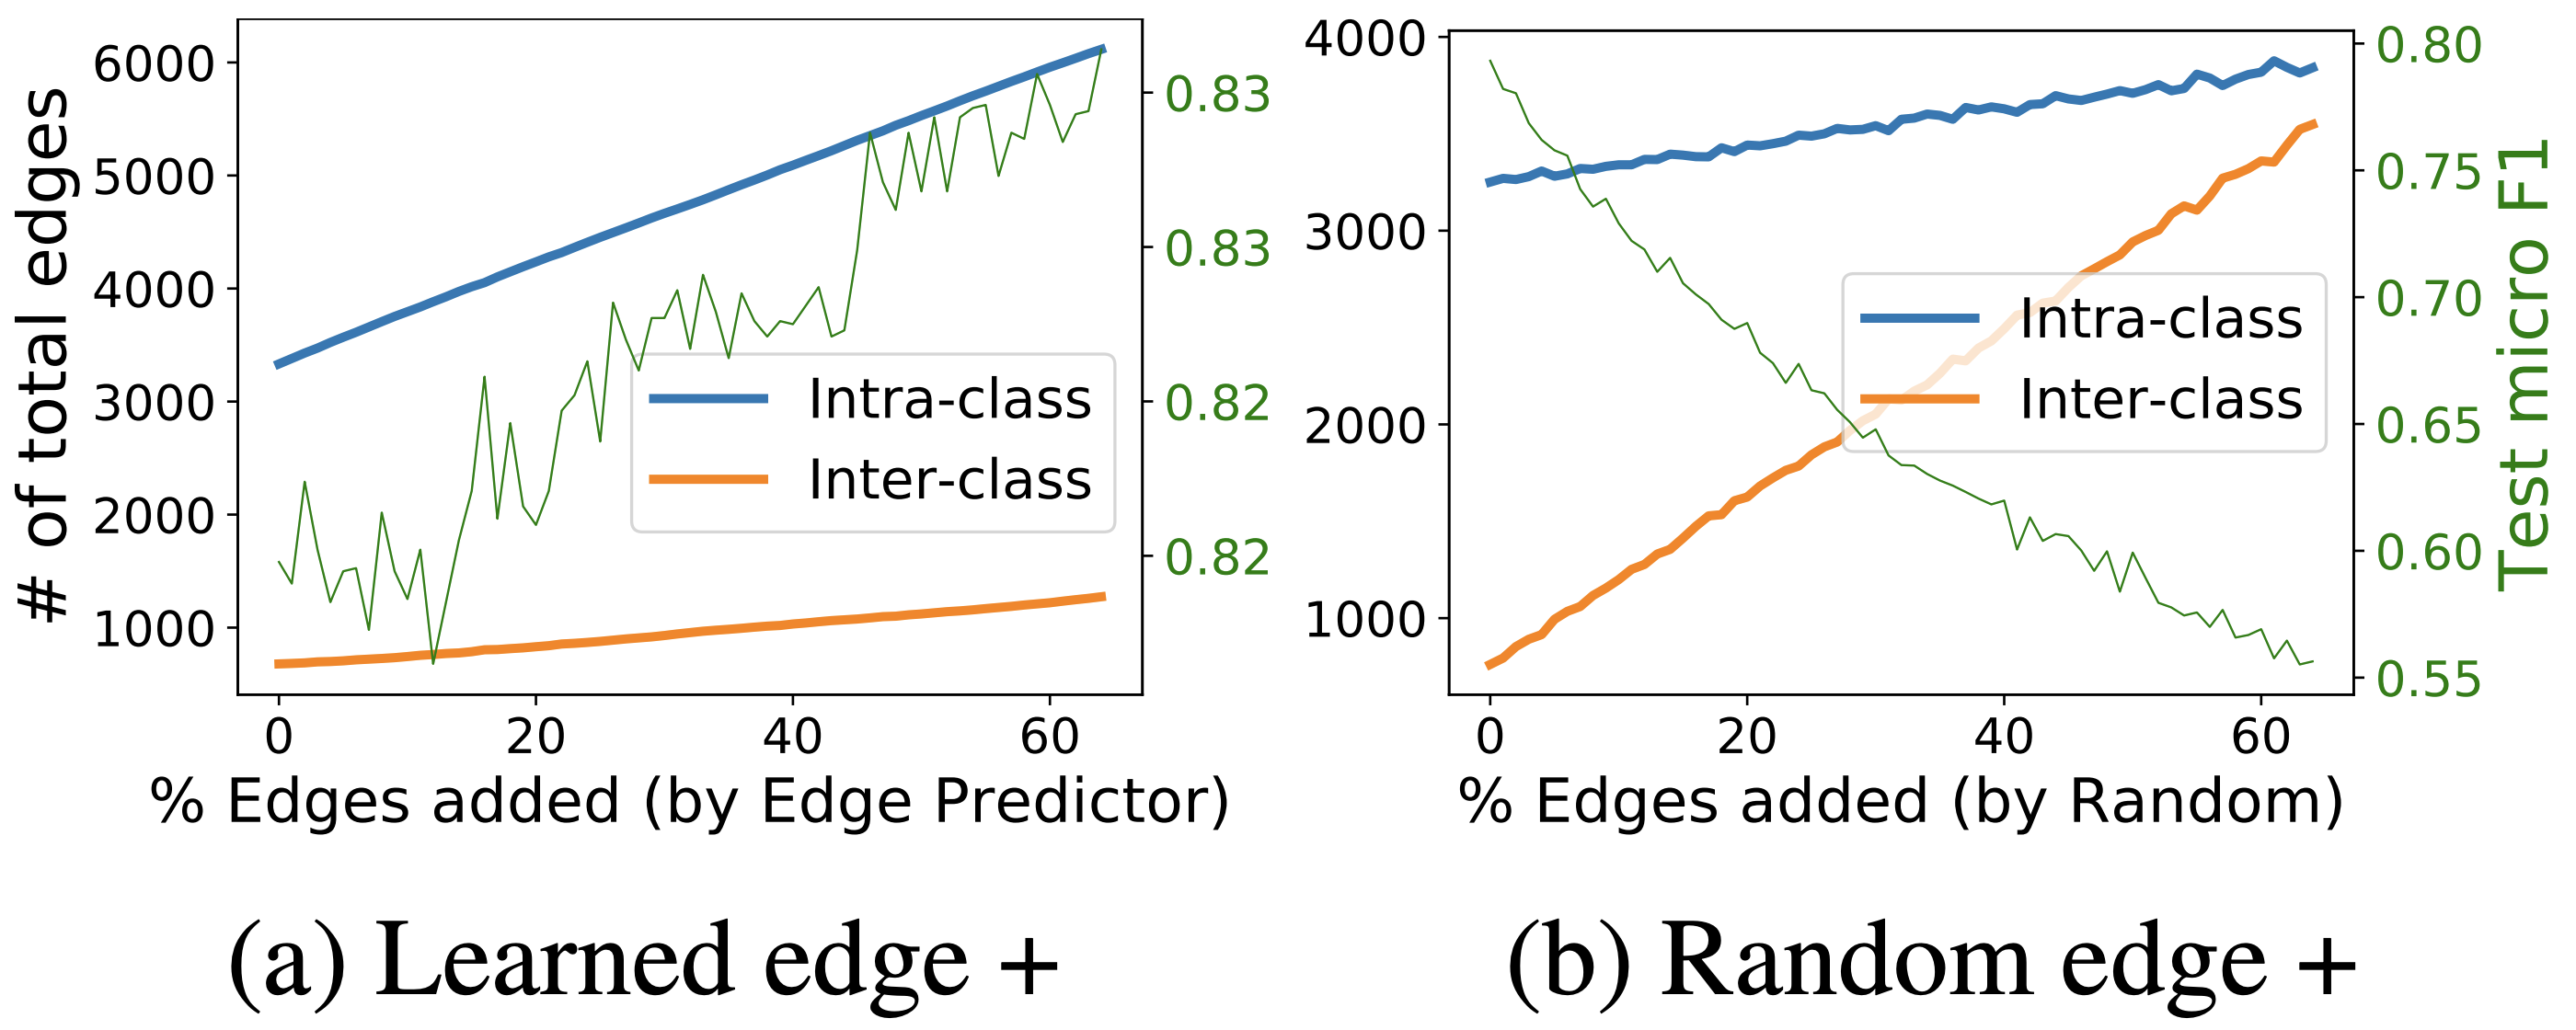 # of total edges
6000
5000
4000
3000
2000
1000
0.83
0.83
0.82
0.82
Intra-class
Inter-class
0 20 40 60
% Edges added (by Edge Predictor)
(a) Learned edge +
4000
3000
2000
1000
0.80
0.75
0.70
0.65
0.60
0.55
Test micro F1
Intra-class
Inter-class
0 20 40 60
% Edges added (by Random)
(b) Random edge +